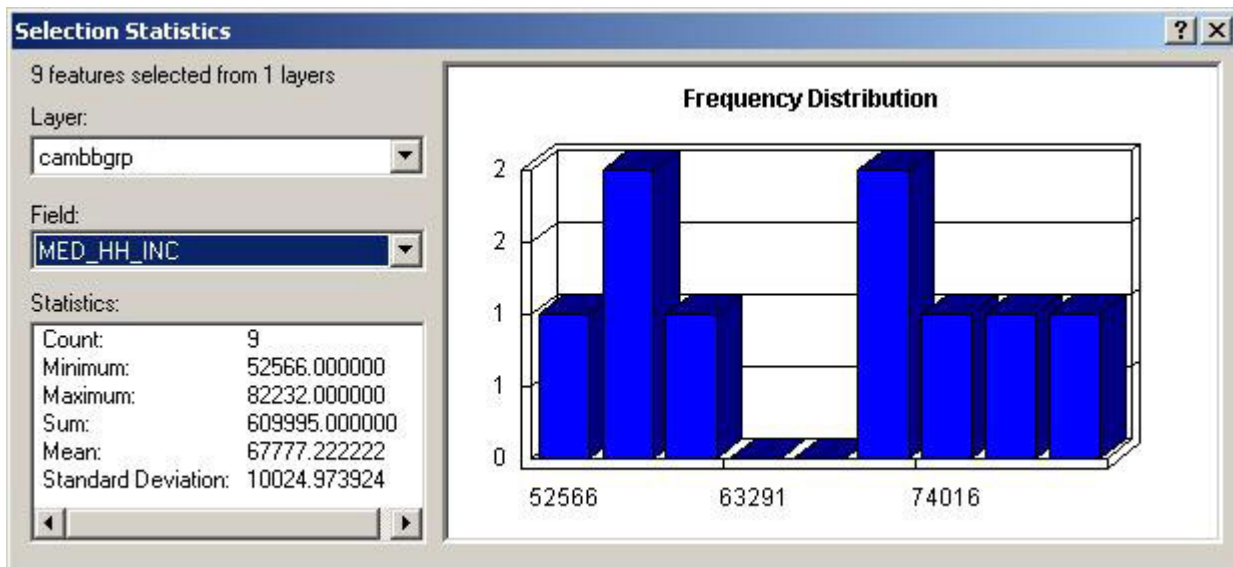 Selection Statistics
9 features selected from 1 layers
Layer:
cambbgrp
Field:
MED_HH_INC
Statistics:
Count: 9
Minimum: 52566.000000
Maximum: 82232.000000
Sum: 609995.000000
Mean: 67777.222222
Standard Deviation: 10024.973924
Frequency Distribution
2
2
1
1
0
52566 63291 74016